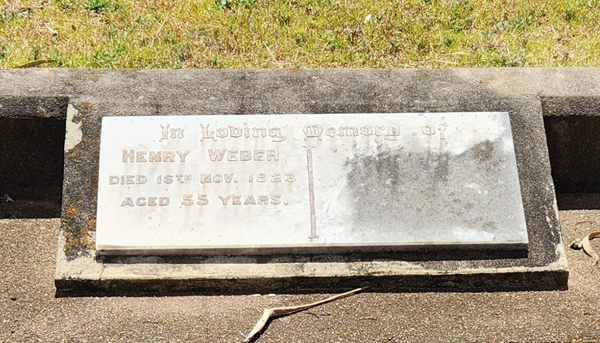 In Loving Memory of
HENRY WEBER
DIED 16TH NOV. 1923
AGED 55 YEARS.